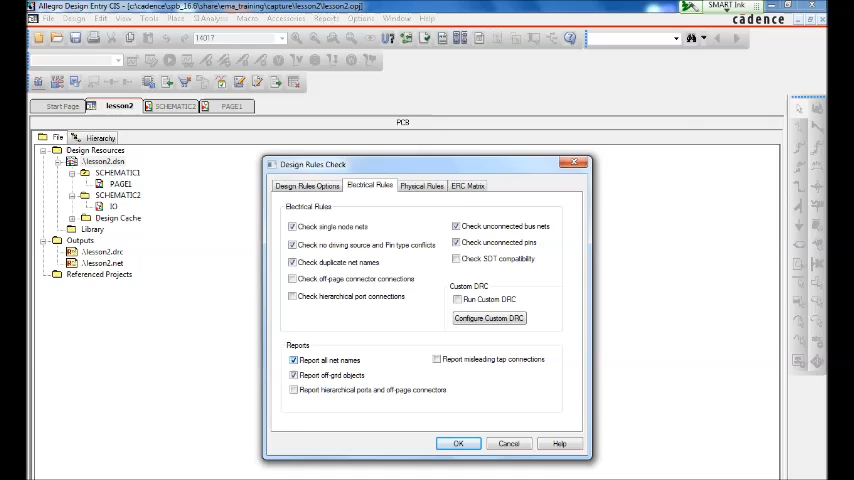 Allegro Design Entry CIS - [c:\cadence\spb_16.6\share\ema_training\capture\lesson2\lesson2.opj]
SMART Ink
File Design Edit View Tools Place SI Analysis Macro Accessories Reports Options Window Help
cadence
14017
U?
Start Page
lesson2
SCHEMATIC2
PAGE1
PCB
File
Hierarchy
Design Resources
.\lesson2.dsn
SCHEMATIC1
PAGE1
SCHEMATIC2
IO
Design Cache
Library
Outputs
.\lesson2.drc
.\lesson2.net
Referenced Projects
Design Rules Check
Design Rules Options
Electrical Rules
Physical Rules
ERC Matrix
Electrical Rules
Check single node nets
Check no driving source and Pin type conflicts
Check duplicate net names
Check off-page connector connections
Check hierarchical port connections
Check unconnected bus nets
Check unconnected pins
Check SDT compatibility
Custom DRC
Run Custom DRC
Configure Custom DRC
Reports
Report all net names
Report off-grid objects
Report hierarchical ports and off-page connectors
Report misleading tap connections
OK
Cancel
Help